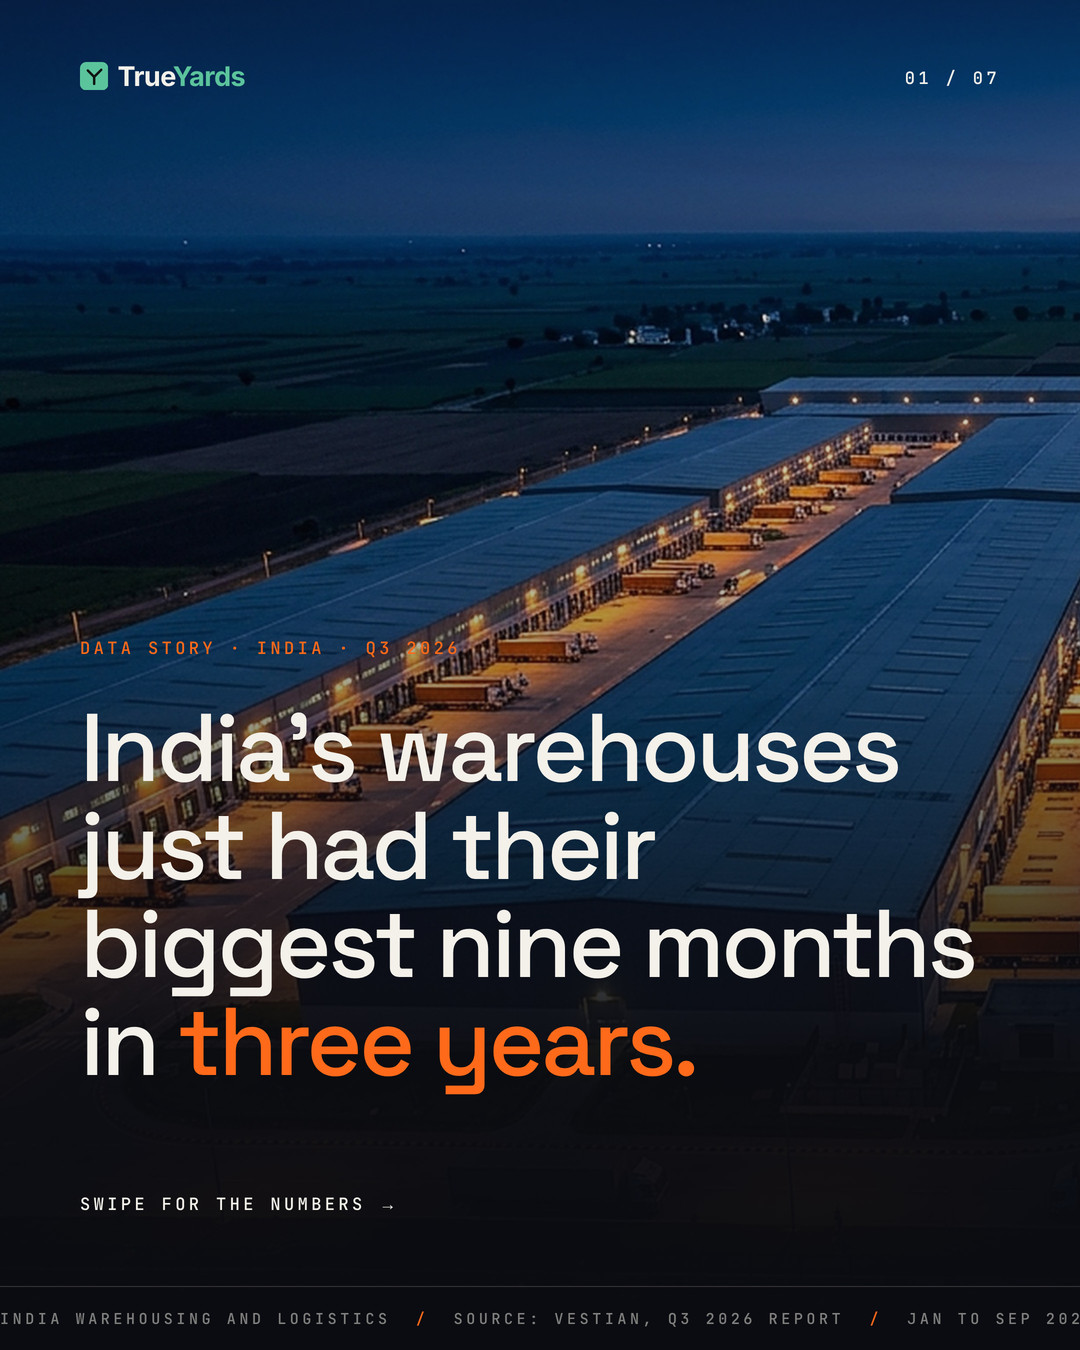 TrueYards
01 / 07
DATA STORY · INDIA · Q3 2026
India’s warehouses
just had their
biggest nine months
in three years.
SWIPE FOR THE NUMBERS →
INDIA WAREHOUSING AND LOGISTICS / SOURCE: VESTIAN, Q3 2026 REPORT / JAN TO SEP 202